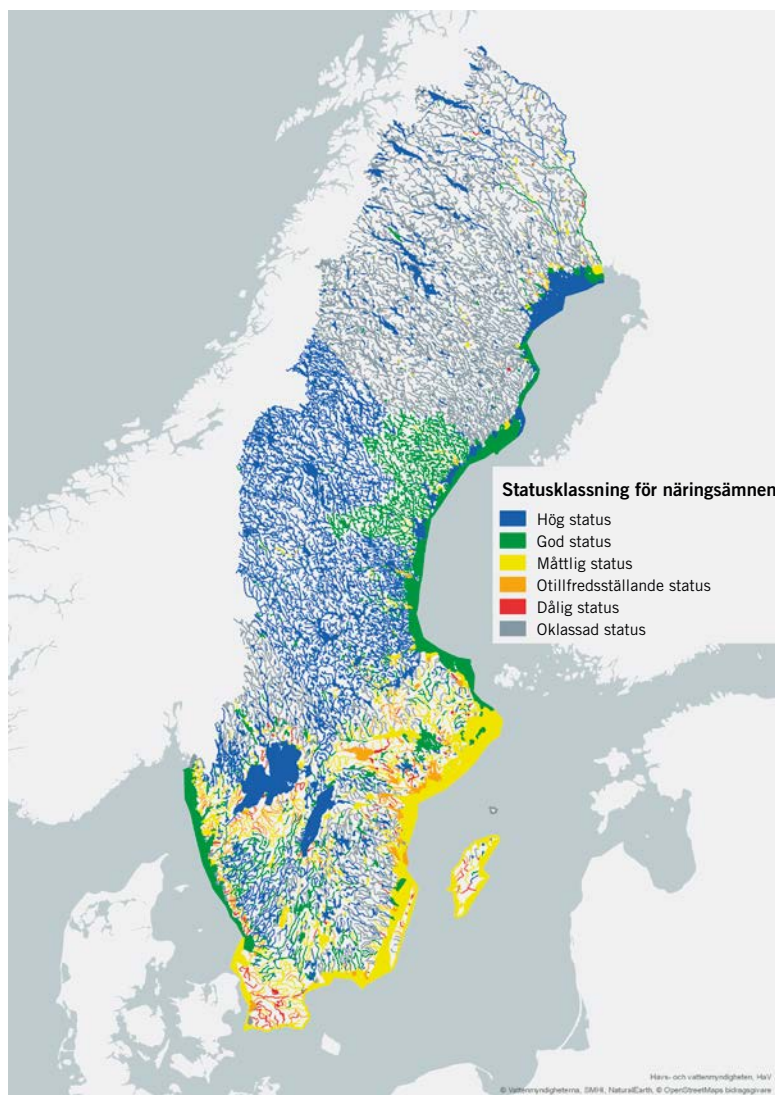 Statusklassning för näringsämnen
Hög status
God status
Måttlig status
Otillfredsställande status
Dålig status
Oklassad status
Havs- och vattenmyndigheten, HaV
© Vattenmyndigheterna, SMHI, NaturalEarth, © OpenStreetMaps bidragsgivare